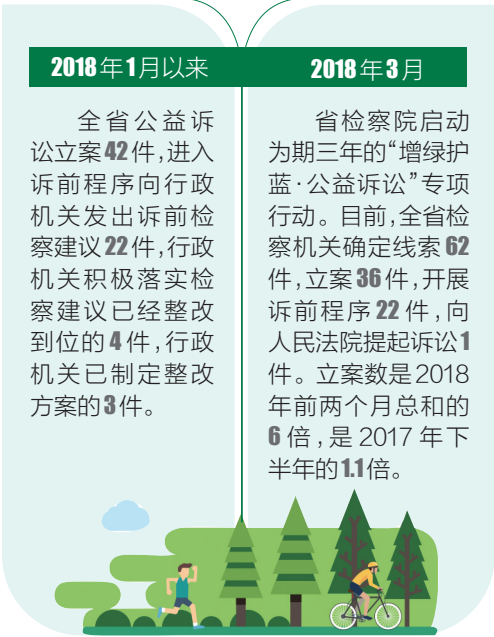 2018年1月以来
全省公益诉
讼立案42件,进入
诉前程序向行政
机关发出诉前检
察建议22件,行政
机关积极落实检
察建议已经整改
到位的4件,行政
机关已制定整改
方案的3件。
2018年3月
省检察院启动
为期三年的“增绿护
蓝·公益诉讼”专项
行动。目前,全省检
察机关确定线索62
件,立案36件,开展
诉前程序22件,向
人民法院提起诉讼1
件。立案数是2018
年前两个月总和的
6倍,是2017年下
半年的1.1倍。